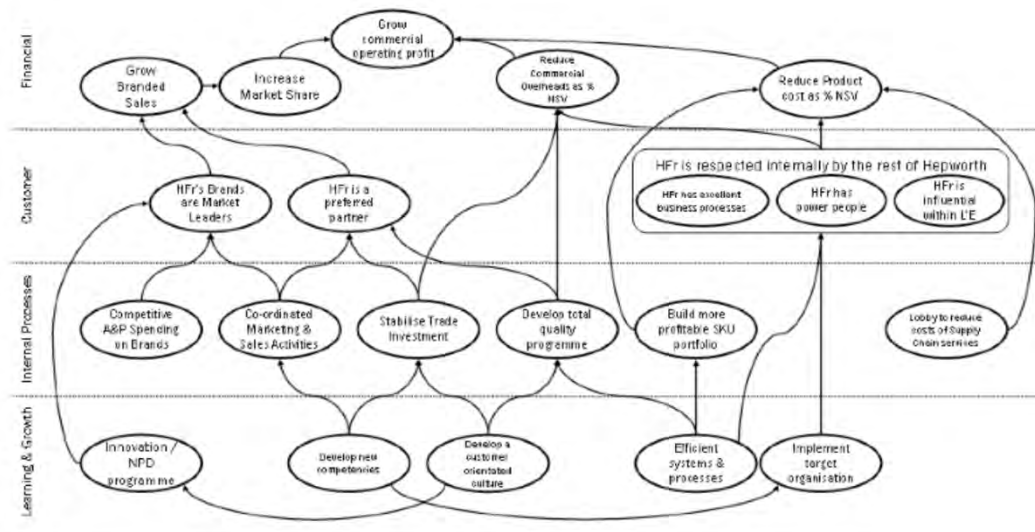 Financial
Grow
commercial
operating profit
Grow
Branded
Sales
Increase
Market Share
Reduce
Commercial
Overheads as %
NSV
Reduce Product
cost as % NSV
Customer
HFr's Brands
are Market
Leaders
HFr is a
preferred
partner
HFr is respected internally by the rest of Hepworth
HFr has excellent
business processes
HFr has
power people
HFr is
influential
within L'E
Internal Processes
Competitive
A&P Spending
on Brands
Co-ordinated
Marketing &
Sales Activities
Stabilise Trade
Investment
Develop total
quality
programme
Build more
profitable SKU
portfolio
Lobby to reduce
costs of Supply
Chain services
Learning & Growth
Innovation /
NPD
programme
Develop new
competencies
Develop a
customer
orientated
culture
Efficient
systems &
processes
Implement
target
organisation